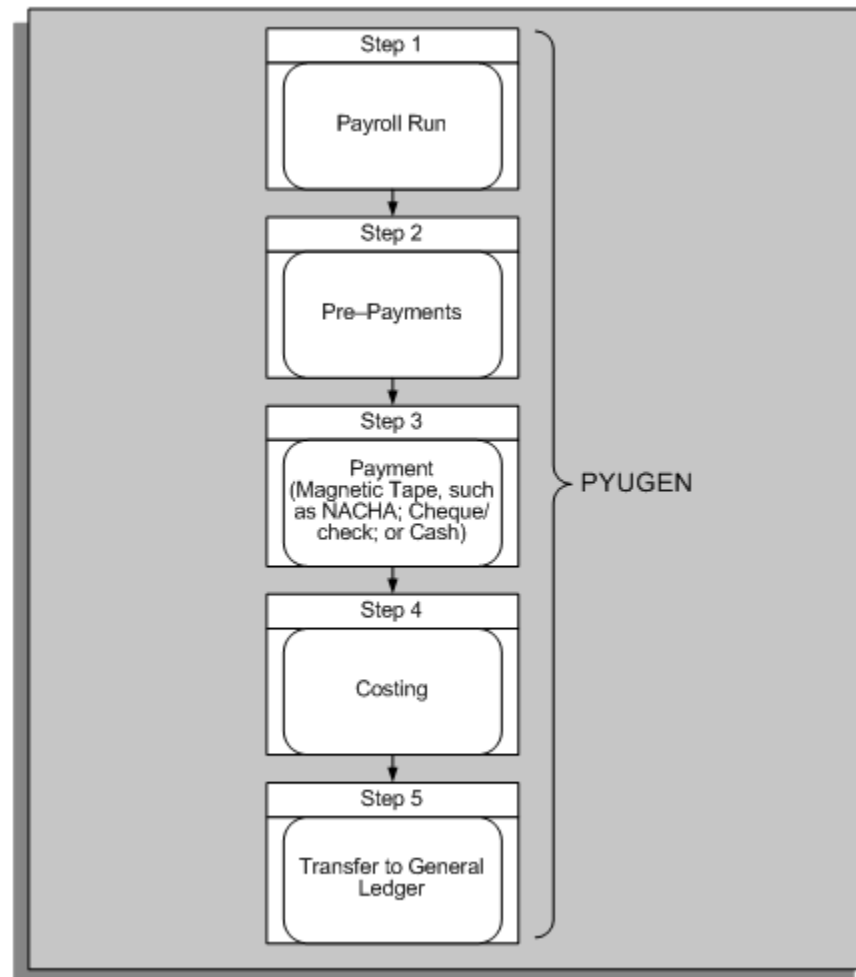 Step 1
Payroll Run
Step 2
Pre–Payments
Step 3
Payment
(Magnetic Tape, such
as NACHA; Cheque/
check; or Cash)
PYUGEN
Step 4
Costing
Step 5
Transfer to General
Ledger